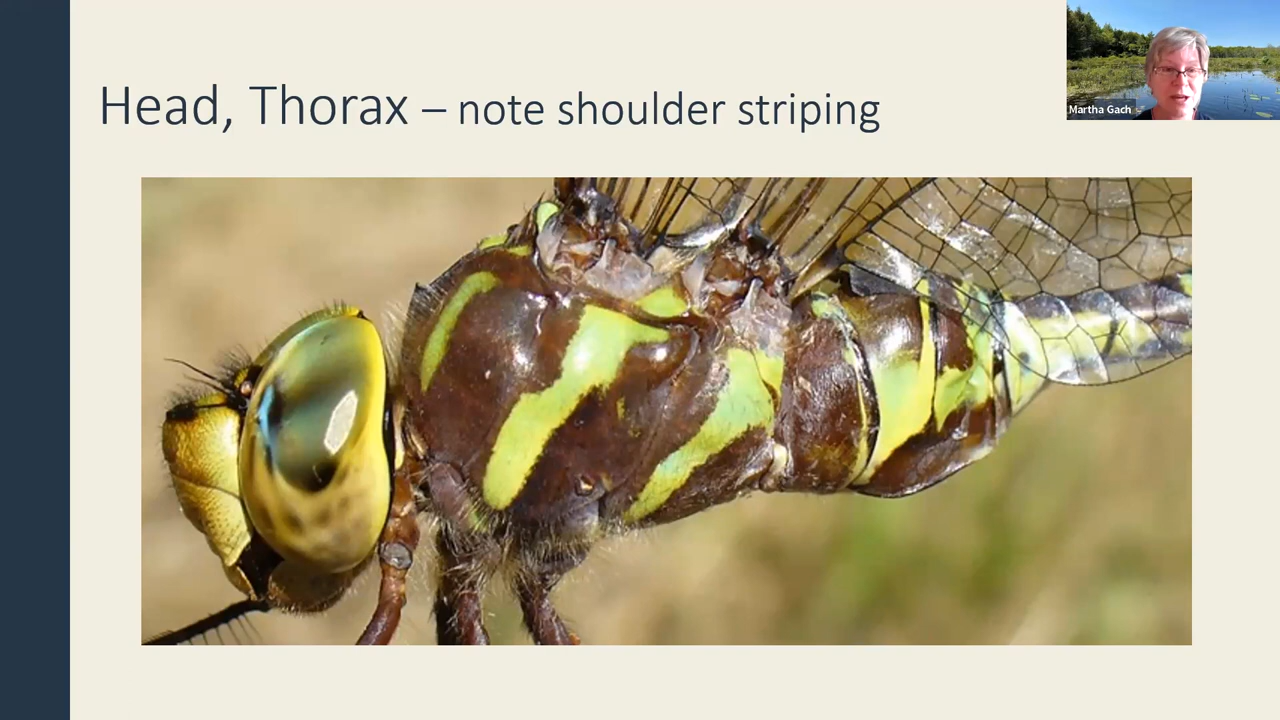 Head, Thorax – note shoulder striping
Martha Gach